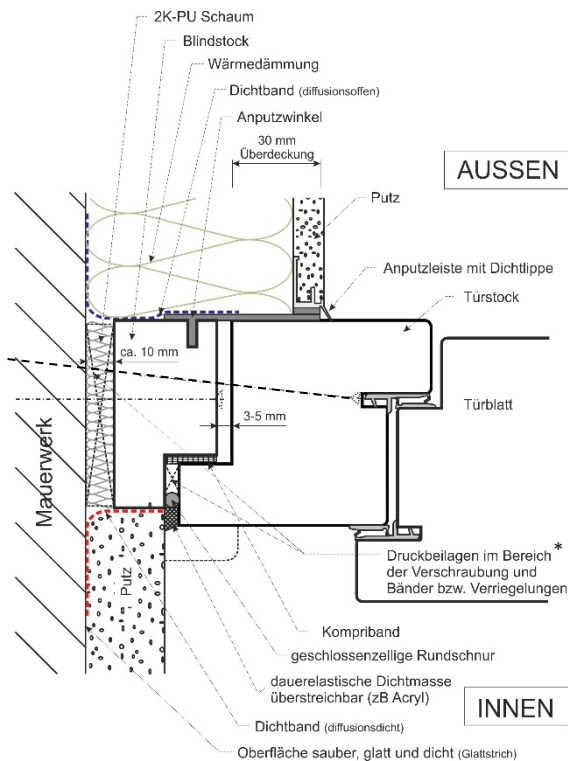 2K-PU Schaum
Blindstock
Wärmedämmung
Dichtband (diffusionsoffen)
Anputzwinkel
30 mm
Überdeckung
AUSSEN
Putz
Anputzleiste mit Dichtlippe
Türstock
ca. 10 mm
Türblatt
3-5 mm
Mauerwerk
Putz
Druckbeilagen im Bereich *
der Verschraubung und
Bänder bzw. Verriegelungen
Kompriband
geschlossenzellige Rundschnur
dauerelastische Dichtmasse
überstreichbar (zB Acryl)
INNEN
Dichtband (diffusionsdicht)
Oberfläche sauber, glatt und dicht (Glattstrich)